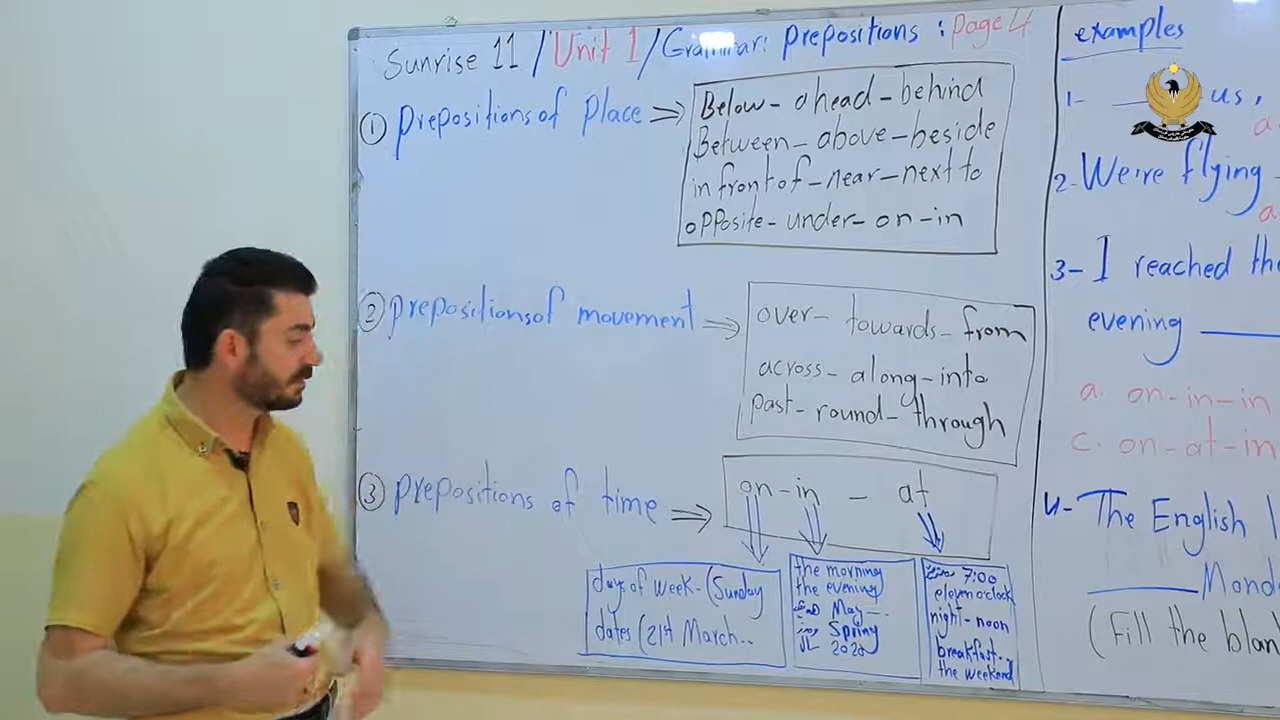 Sunrise 11 / Unit 1 / Grammar: prepositions : page 4
① prepositions of place ⇒
Below - ahead - behind
Between - above - beside
in front of - near - next to
opposite - under - on - in
② prepositions of movement ⇒
over - towards - from
across - along - into
past - round - through
③ prepositions of time ⇒
on - in - at
days of week - (Sunday
dates (21st March..
the morning
the evening
May ---
Spring
2020
7:00
eleven o'clock
night - noon
breakfast..
the weekend
examples
1- ____ us,
a.
2- We're flying
a
3- I reached the
evening ____
a. on-in-in
c. on-at-in
4- The English
____ Mond
(Fill the blan